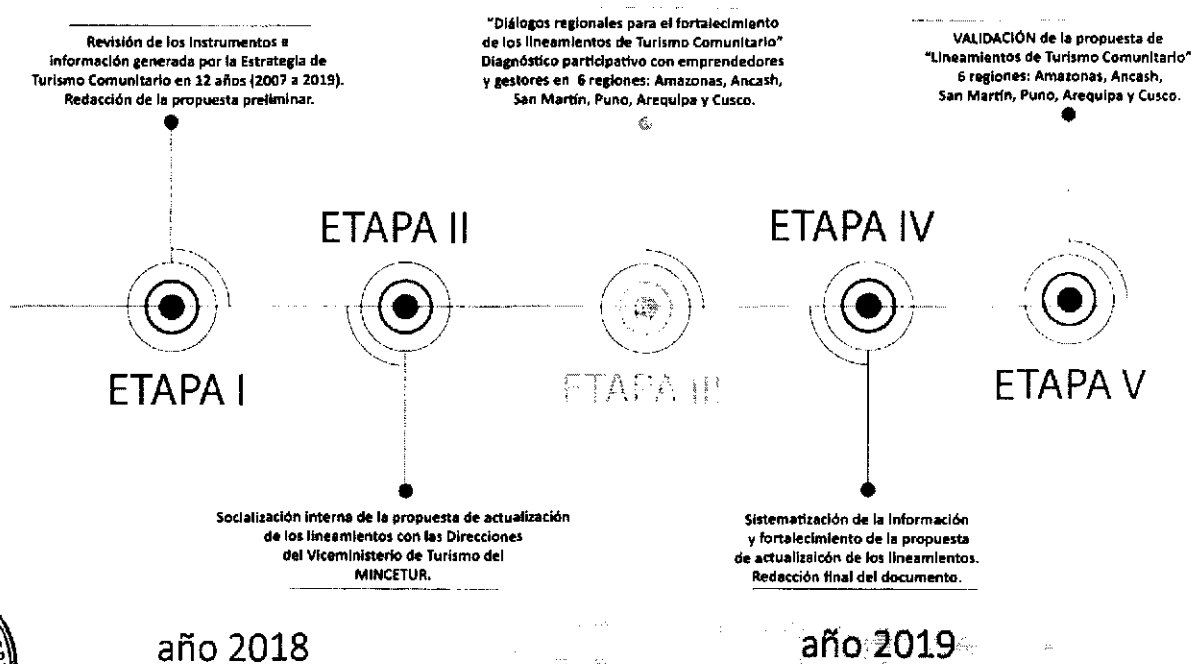 Revisión de los Instrumentos e
información generada por la Estrategia de
Turismo Comunitario en 12 años (2007 a 2019).
Redacción de la propuesta preliminar.
"Diálogos regionales para el fortalecimiento
de los lineamientos de Turismo Comunitario"
Diagnóstico participativo con emprendedores
y gestores en 6 regiones: Amazonas, Ancash,
San Martín, Puno, Arequipa y Cusco.
VALIDACIÓN de la propuesta de
"Lineamientos de Turismo Comunitario"
6 regiones: Amazonas, Ancash,
San Martín, Puno, Arequipa y Cusco.
ETAPA I
ETAPA II
ETAPA III
ETAPA IV
ETAPA V
Socialización interna de la propuesta de actualización
de los lineamientos con las Direcciones
del Viceministerio de Turismo del
MINCETUR.
Sistematización de la Información
y fortalecimiento de la propuesta
de actualizaicón de los lineamientos.
Redacción final del documento.
año 2018
año 2019